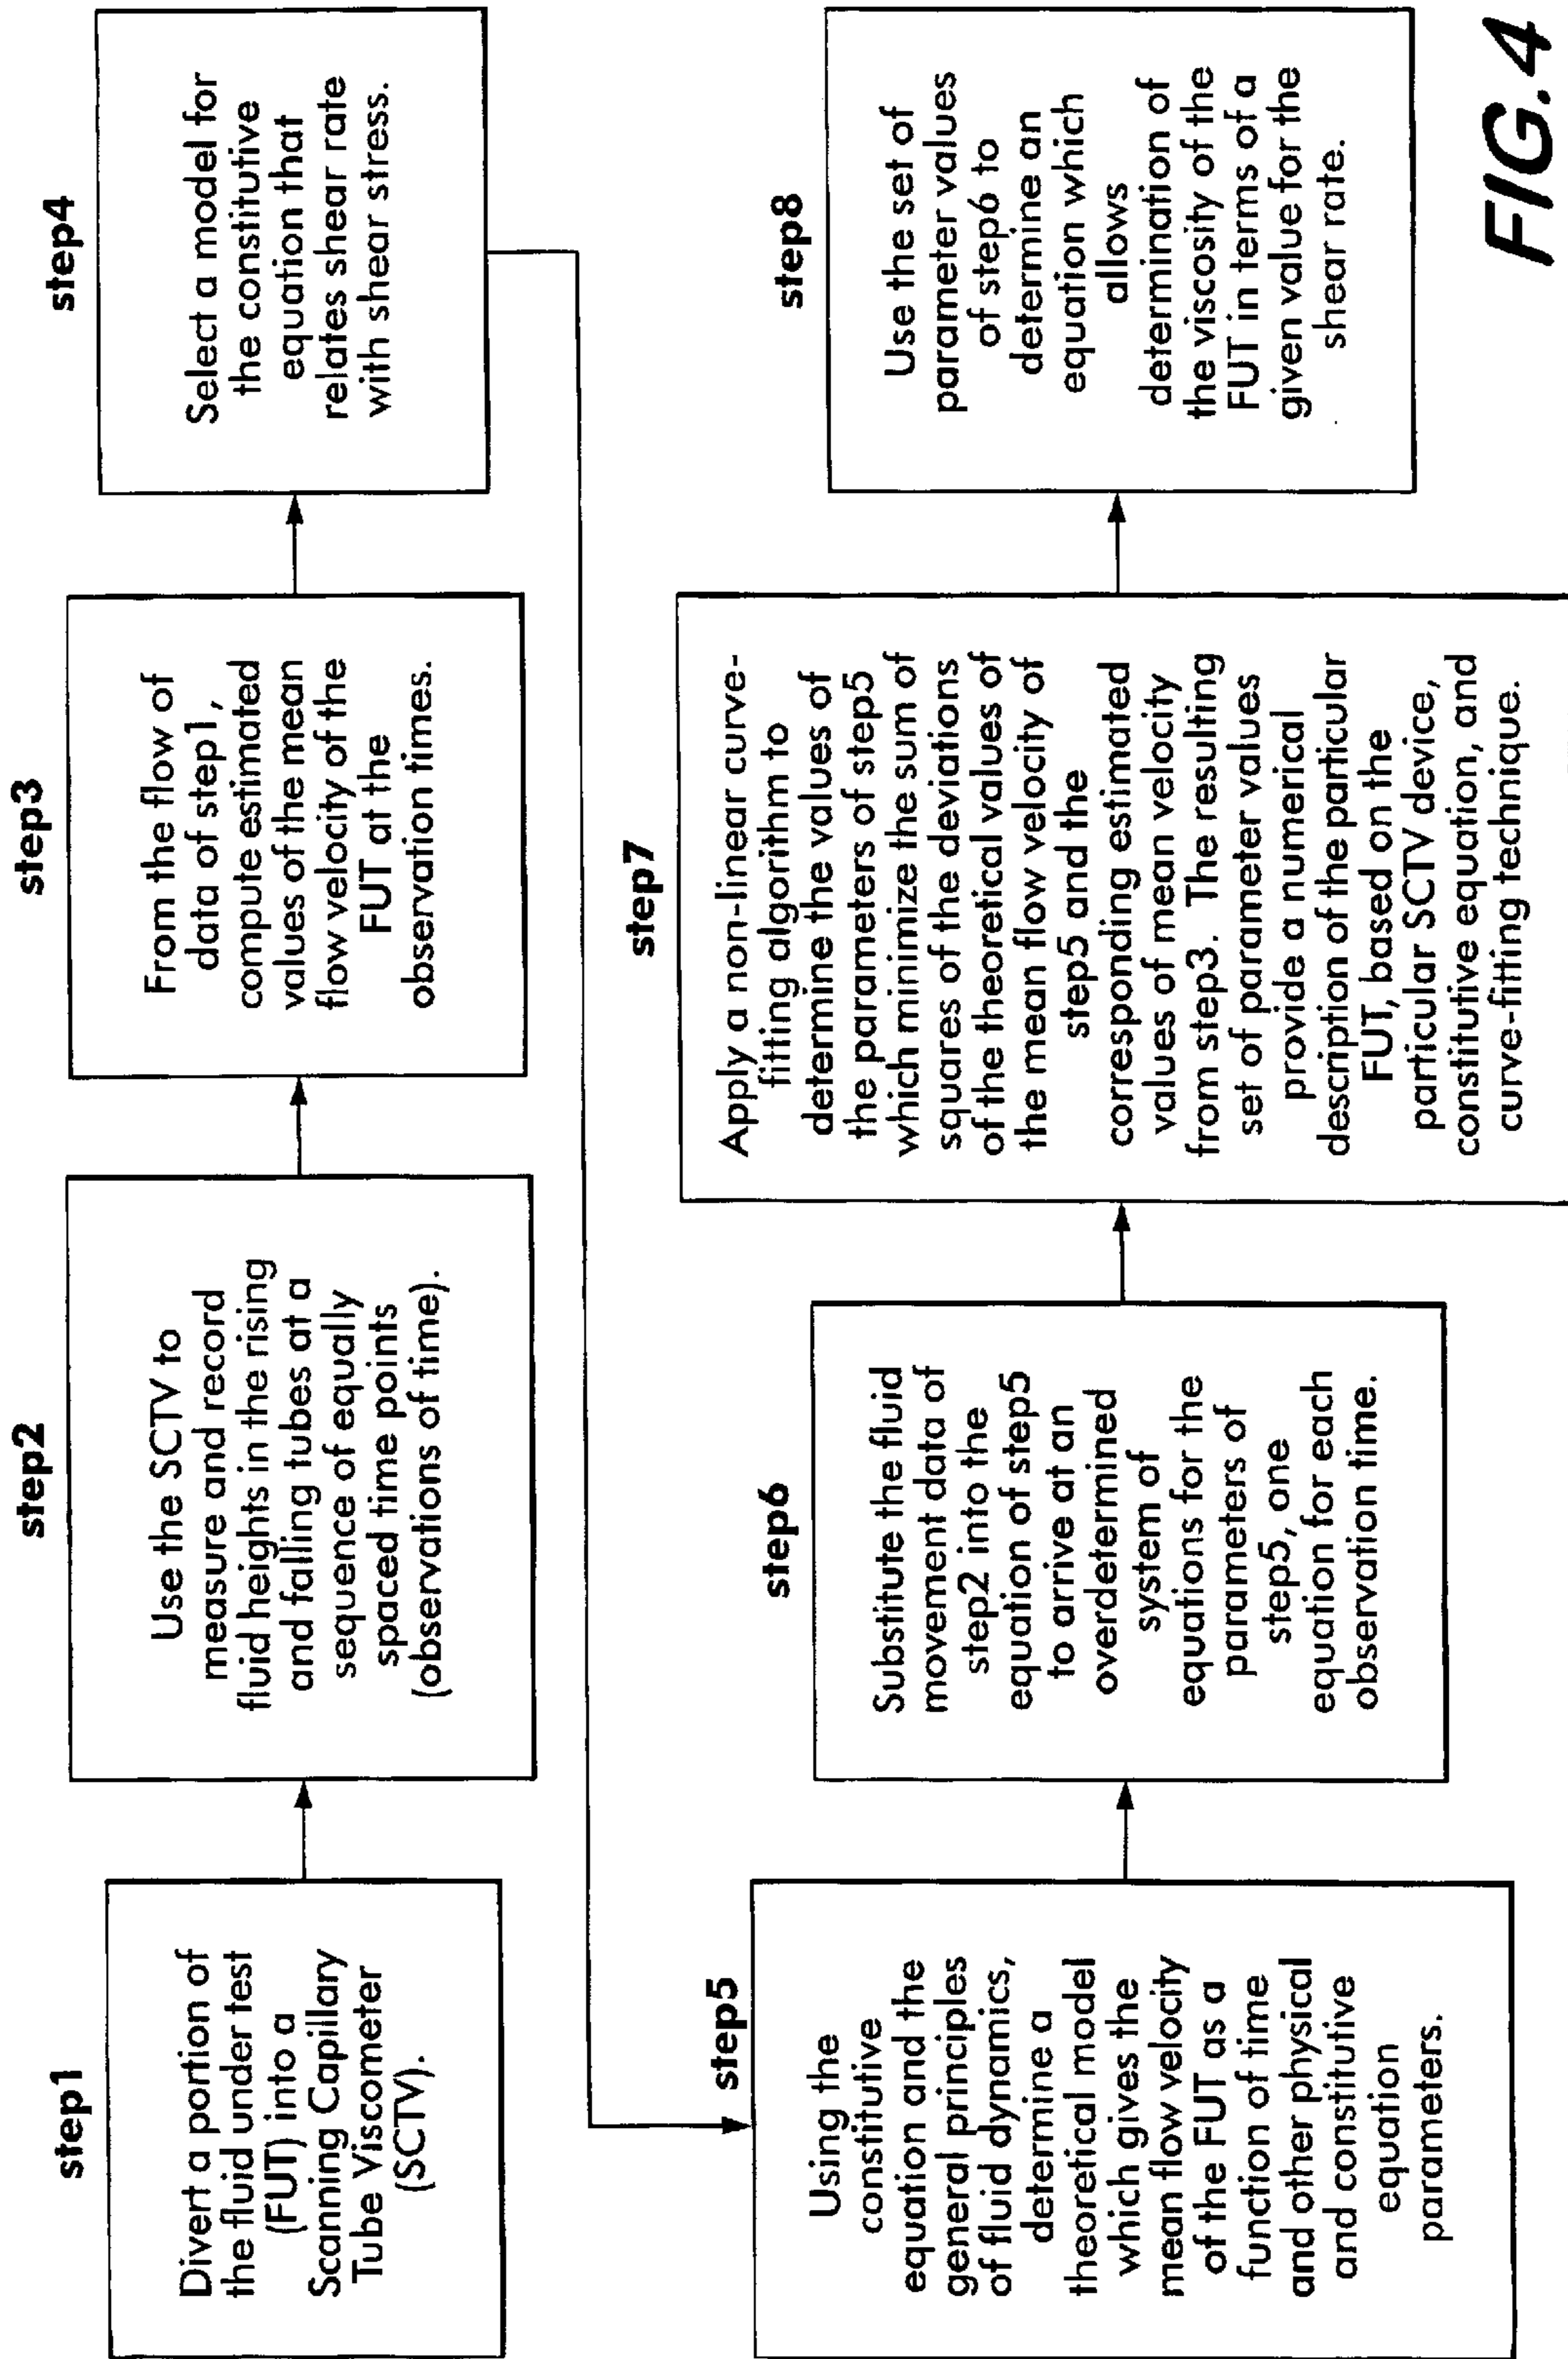 step1
Divert a portion of
the fluid under test
(FUT) into a
Scanning Capillary
Tube Viscometer
(SCTV).
step2
Use the SCTV to
measure and record
fluid heights in the rising
and falling tubes at a
sequence of equally
spaced time points
(observations of time).
step3
From the flow of
data of step1,
compute estimated
values of the mean
flow velocity of the
FUT at the
observation times.
step4
Select a model for
the constitutive
equation that
relates shear rate
with shear stress.
step5
Using the
constitutive
equation and the
general principles
of fluid dynamics,
determine a
theoretical model
which gives the
mean flow velocity
of the FUT as a
function of time
and other physical
and constitutive
equation
parameters.
step6
Substitute the fluid
movement data of
step2 into the
equation of step5
to arrive at an
overdetermined
system of
equations for the
parameters of
step5, one
equation for each
observation time.
step7
Apply a non-linear curve-
fitting algorithm to
determine the values of
the parameters of step5
which minimize the sum of
squares of the deviations
of the theoretical values of
the mean flow velocity of
step5 and the
corresponding estimated
values of mean velocity
from step3. The resulting
set of parameter values
provide a numerical
description of the particular
FUT, based on the
particular SCTV device,
constitutive equation, and
curve-fitting technique.
step8
Use the set of
parameter values
of step6 to
determine an
equation which
allows
determination of
the viscosity of the
FUT in terms of a
given value for the
shear rate.
FIG.4